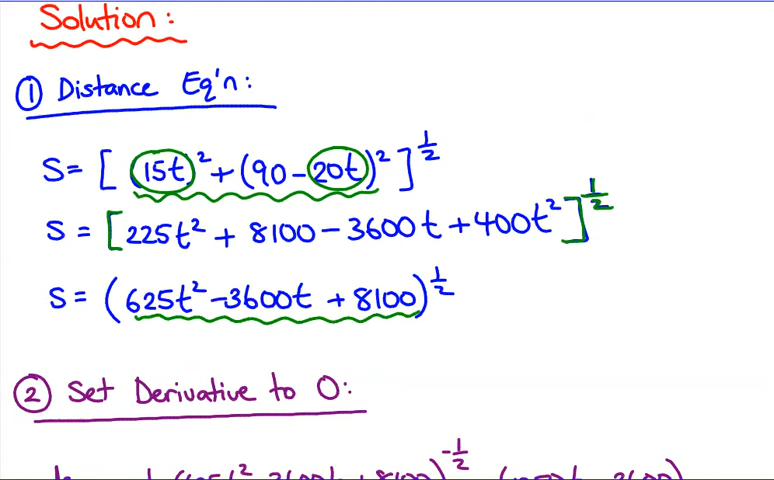 Solution:
① Distance Eq'n:
S = [(15t)² + (90 - 20t)²]^½
S = [225t² + 8100 - 3600t + 400t²]^½
S = (625t² - 3600t + 8100)^½
② Set Derivative to 0: